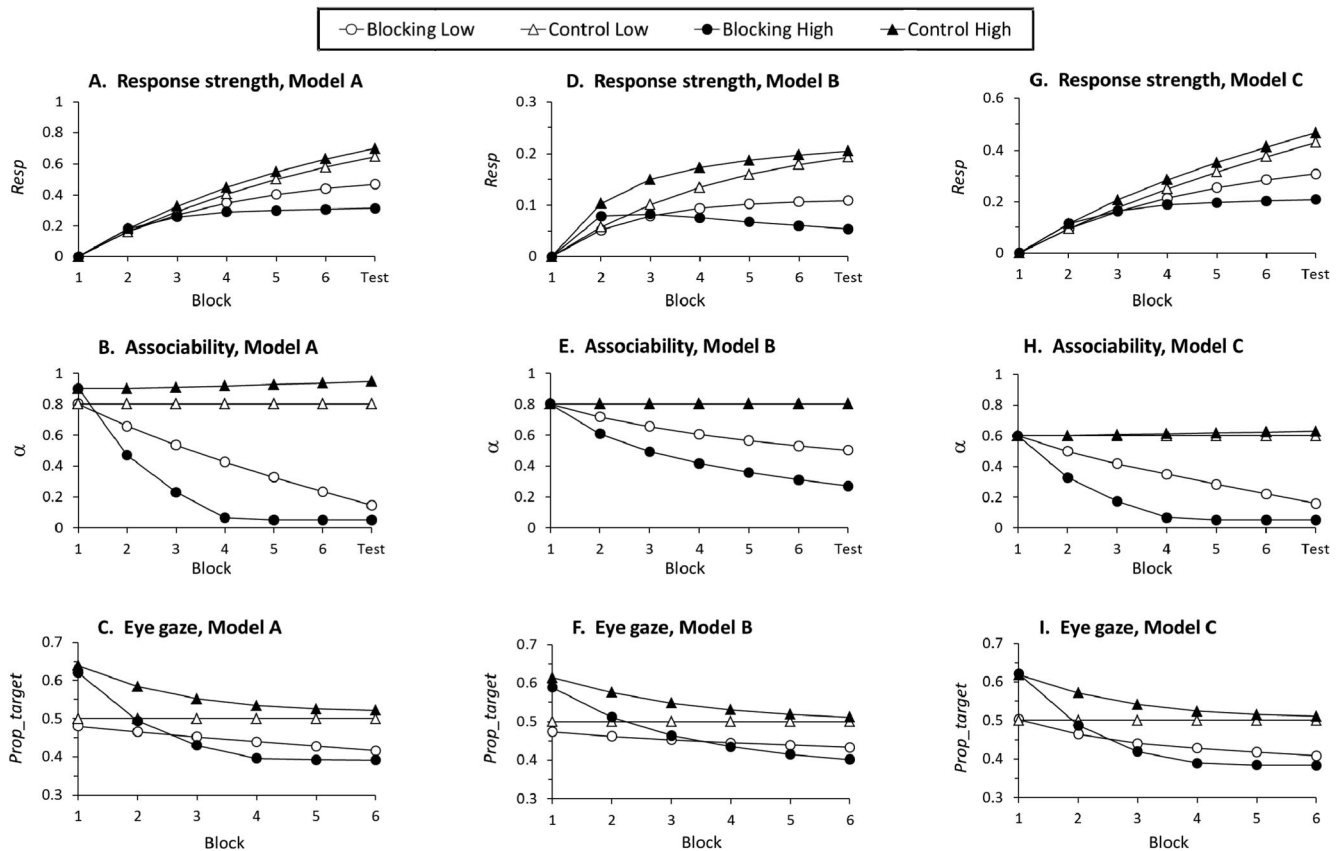 Blocking Low Control Low Blocking High Control High
A. Response strength, Model A
Resp
1
0.8
0.6
0.4
0.2
0
1 2 3 4 5 6 Test
Block
D. Response strength, Model B
Resp
0.3
0.2
0.1
0
1 2 3 4 5 6 Test
Block
G. Response strength, Model C
Resp
0.6
0.4
0.2
0
1 2 3 4 5 6 Test
Block
B. Associability, Model A
α
1
0.8
0.6
0.4
0.2
0
1 2 3 4 5 6 Test
Block
E. Associability, Model B
α
1
0.8
0.6
0.4
0.2
0
1 2 3 4 5 6 Test
Block
H. Associability, Model C
α
1
0.8
0.6
0.4
0.2
0
1 2 3 4 5 6 Test
Block
C. Eye gaze, Model A
Prop_target
0.7
0.6
0.5
0.4
0.3
1 2 3 4 5 6
Block
F. Eye gaze, Model B
Prop_target
0.7
0.6
0.5
0.4
0.3
1 2 3 4 5 6
Block
I. Eye gaze, Model C
Prop_target
0.7
0.6
0.5
0.4
0.3
1 2 3 4 5 6
Block